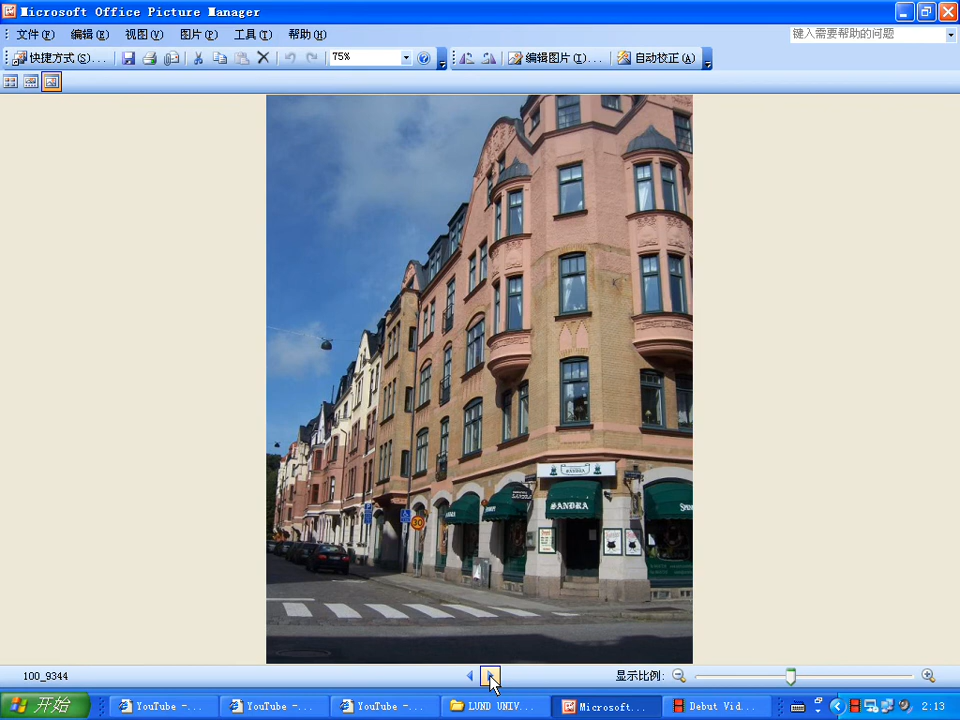 Microsoft Office Picture Manager
文件(F) 编辑(E) 视图(V) 图片(P) 工具(T) 帮助(H) 键入需要帮助的问题
快捷方式(S)... 75% 编辑图片(I)... 自动校正(A)
SANDRA
SANDRA
30
100_9344 显示比例:
开始 YouTube -... YouTube -... YouTube -... LUND UNIV... Microsoft... Debut Vid... 2:13